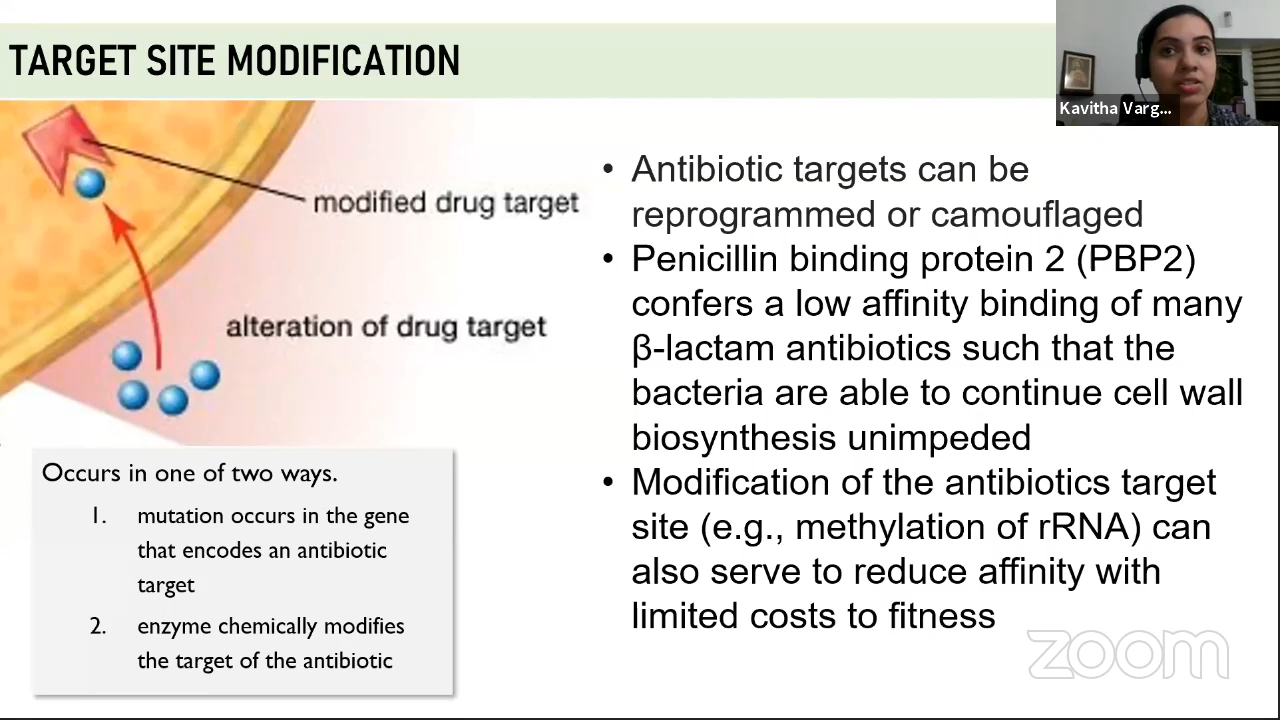 TARGET SITE MODIFICATION
Kavitha Varg...
modified drug target
alteration of drug target
Occurs in one of two ways.
1. mutation occurs in the gene
that encodes an antibiotic
target
2. enzyme chemically modifies
the target of the antibiotic
• Antibiotic targets can be
reprogrammed or camouflaged
• Penicillin binding protein 2 (PBP2)
confers a low affinity binding of many
β-lactam antibiotics such that the
bacteria are able to continue cell wall
biosynthesis unimpeded
• Modification of the antibiotics target
site (e.g., methylation of rRNA) can
also serve to reduce affinity with
limited costs to fitness
zoom